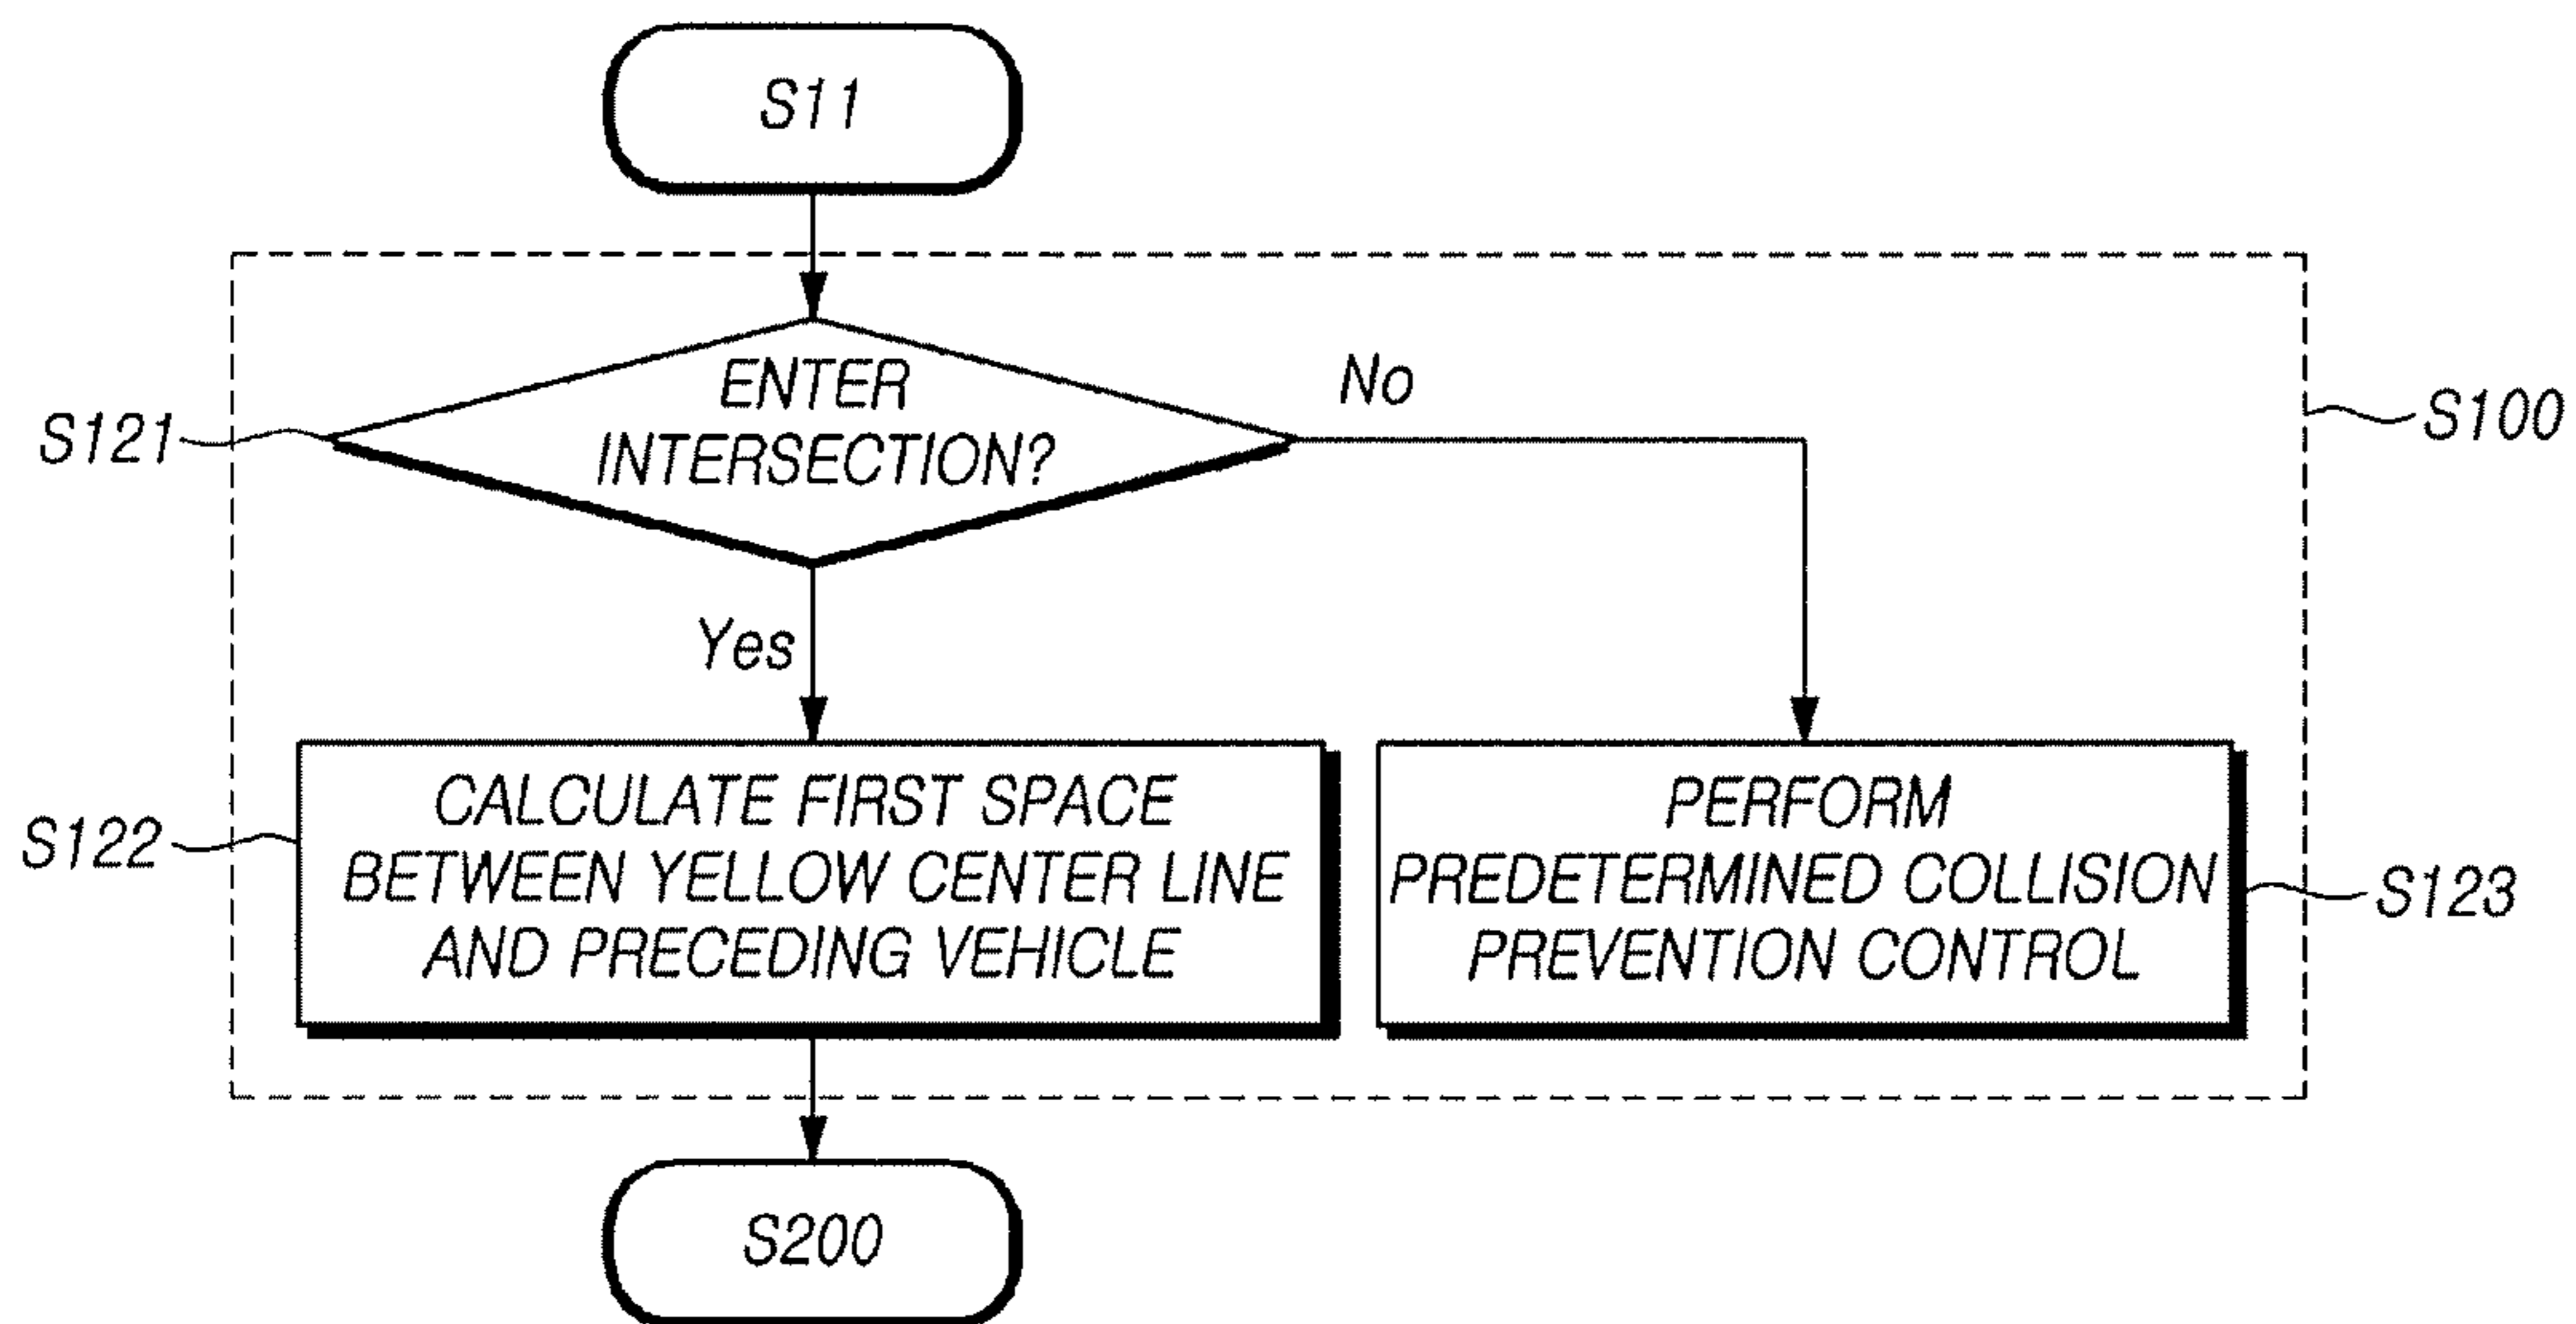 S11
ENTER
INTERSECTION?
No
S121
S100
Yes
CALCULATE FIRST SPACE
BETWEEN YELLOW CENTER LINE
AND PRECEDING VEHICLE
S122
PERFORM
PREDETERMINED COLLISION
PREVENTION CONTROL
S123
S200